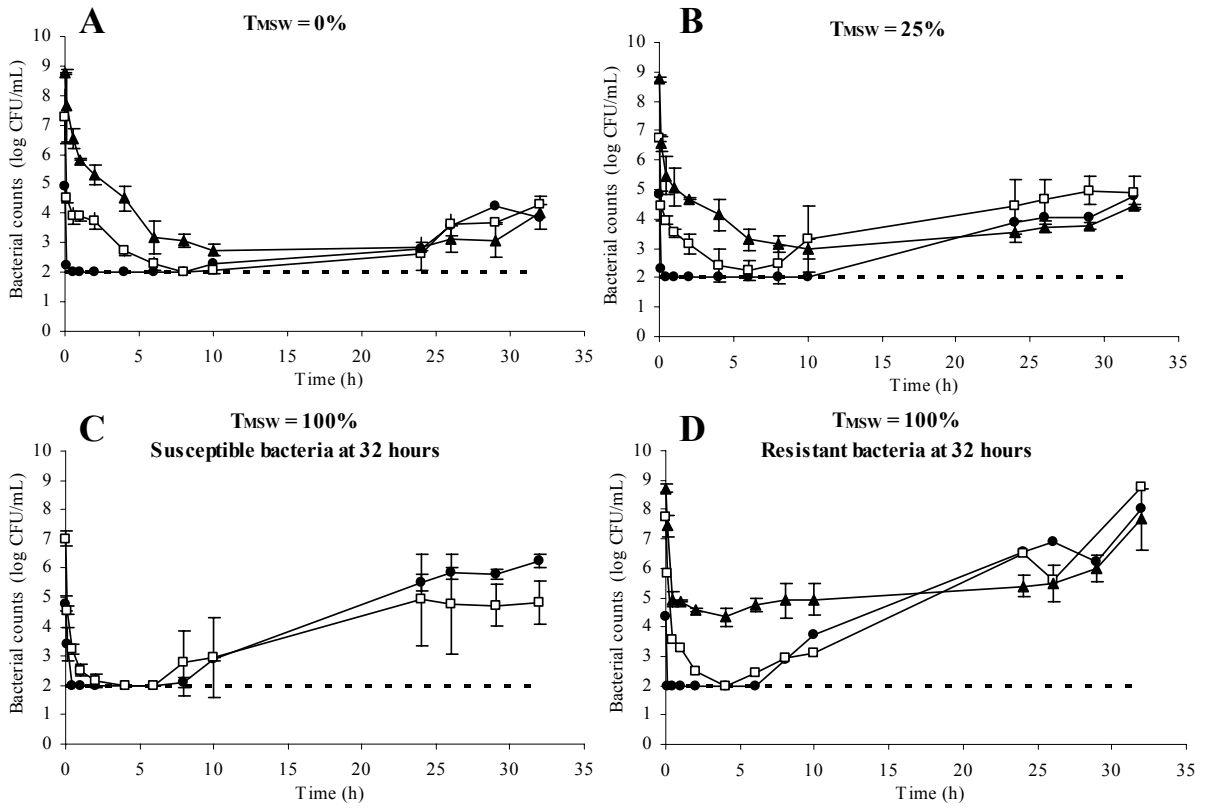 A
TMSW = 0%
10
9
8
7
6
5
4
3
2
1
0
Bacterial counts (log CFU/mL)
0 5 10 15 20 25 30 35
Time (h)
B
TMSW = 25%
10
9
8
7
6
5
4
3
2
1
0
Bacterial counts (log CFU/mL)
0 5 10 15 20 25 30 35
Time (h)
C
TMSW = 100%
Susceptible bacteria at 32 hours
10
9
8
7
6
5
4
3
2
1
0
Bacterial counts (log CFU/mL)
0 5 10 15 20 25 30 35
Time (h)
D
TMSW = 100%
Resistant bacteria at 32 hours
10
9
8
7
6
5
4
3
2
1
0
Bacterial counts (log CFU/mL)
0 5 10 15 20 25 30 35
Time (h)